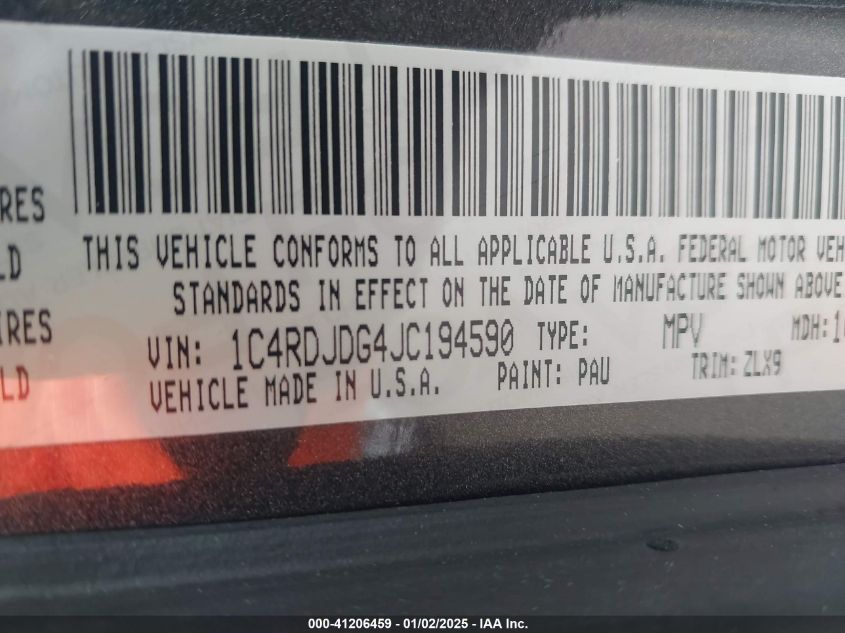 RES
LD
IRES
LD
THIS VEHICLE CONFORMS TO ALL APPLICABLE U.S.A. FEDERAL MOTOR VEH
STANDARDS IN EFFECT ON THE DATE OF MANUFACTURE SHOWN ABOVE
VIN: 1C4RDJDG4JC194590 TYPE: MPV MDH: 1
VEHICLE MADE IN U.S.A. PAINT: PAU TRIM: ZLX9
000-41206459 - 01/02/2025 - IAA Inc.